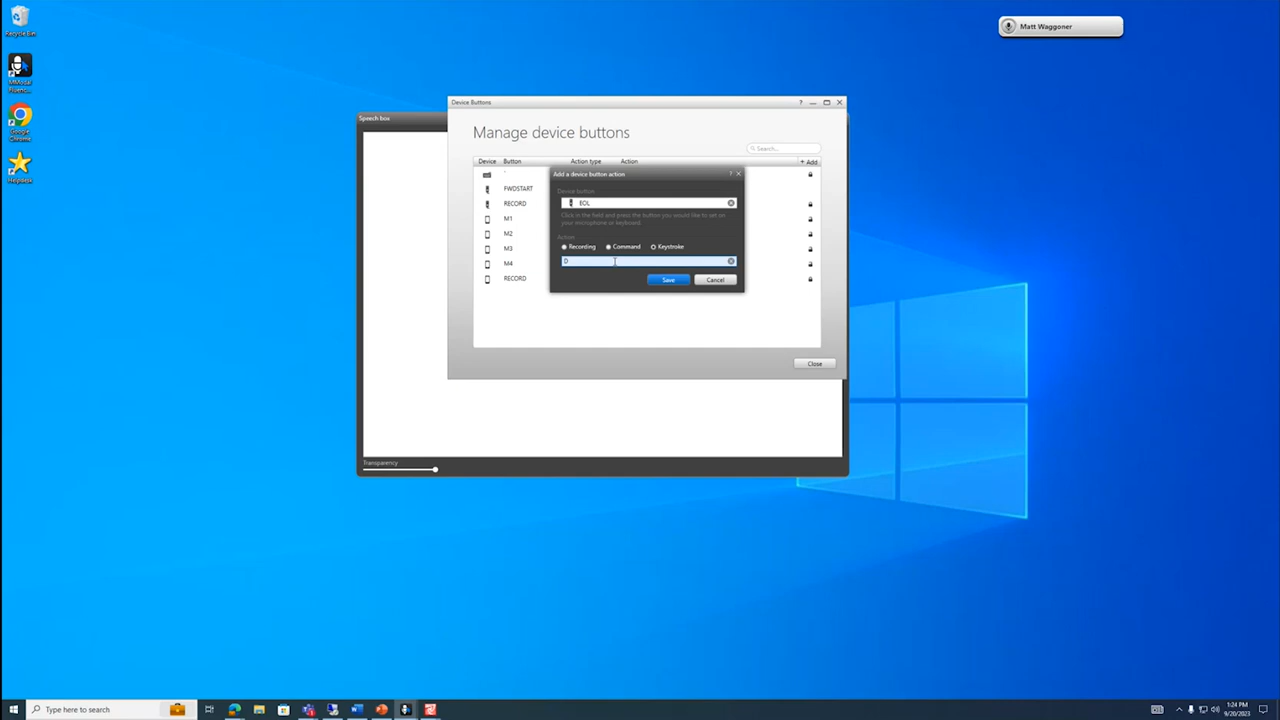 Recycle Bin
Matt Waggoner
MModal
Fluenc...
Google
Chrome
Helpdesk
Speech box
Device Buttons
Manage device buttons
Search...
Device Button Action type Action + Add
FWDSTART
RECORD
M1
M2
M3
M4
RECORD
Add a device button action
Device button
EOL
Click in the field and press the button you would like to set on
your microphone or keyboard.
Action
Recording Command Keystroke
D
Save Cancel
Close
Transparency
Type here to search
1:24 PM
9/20/2023